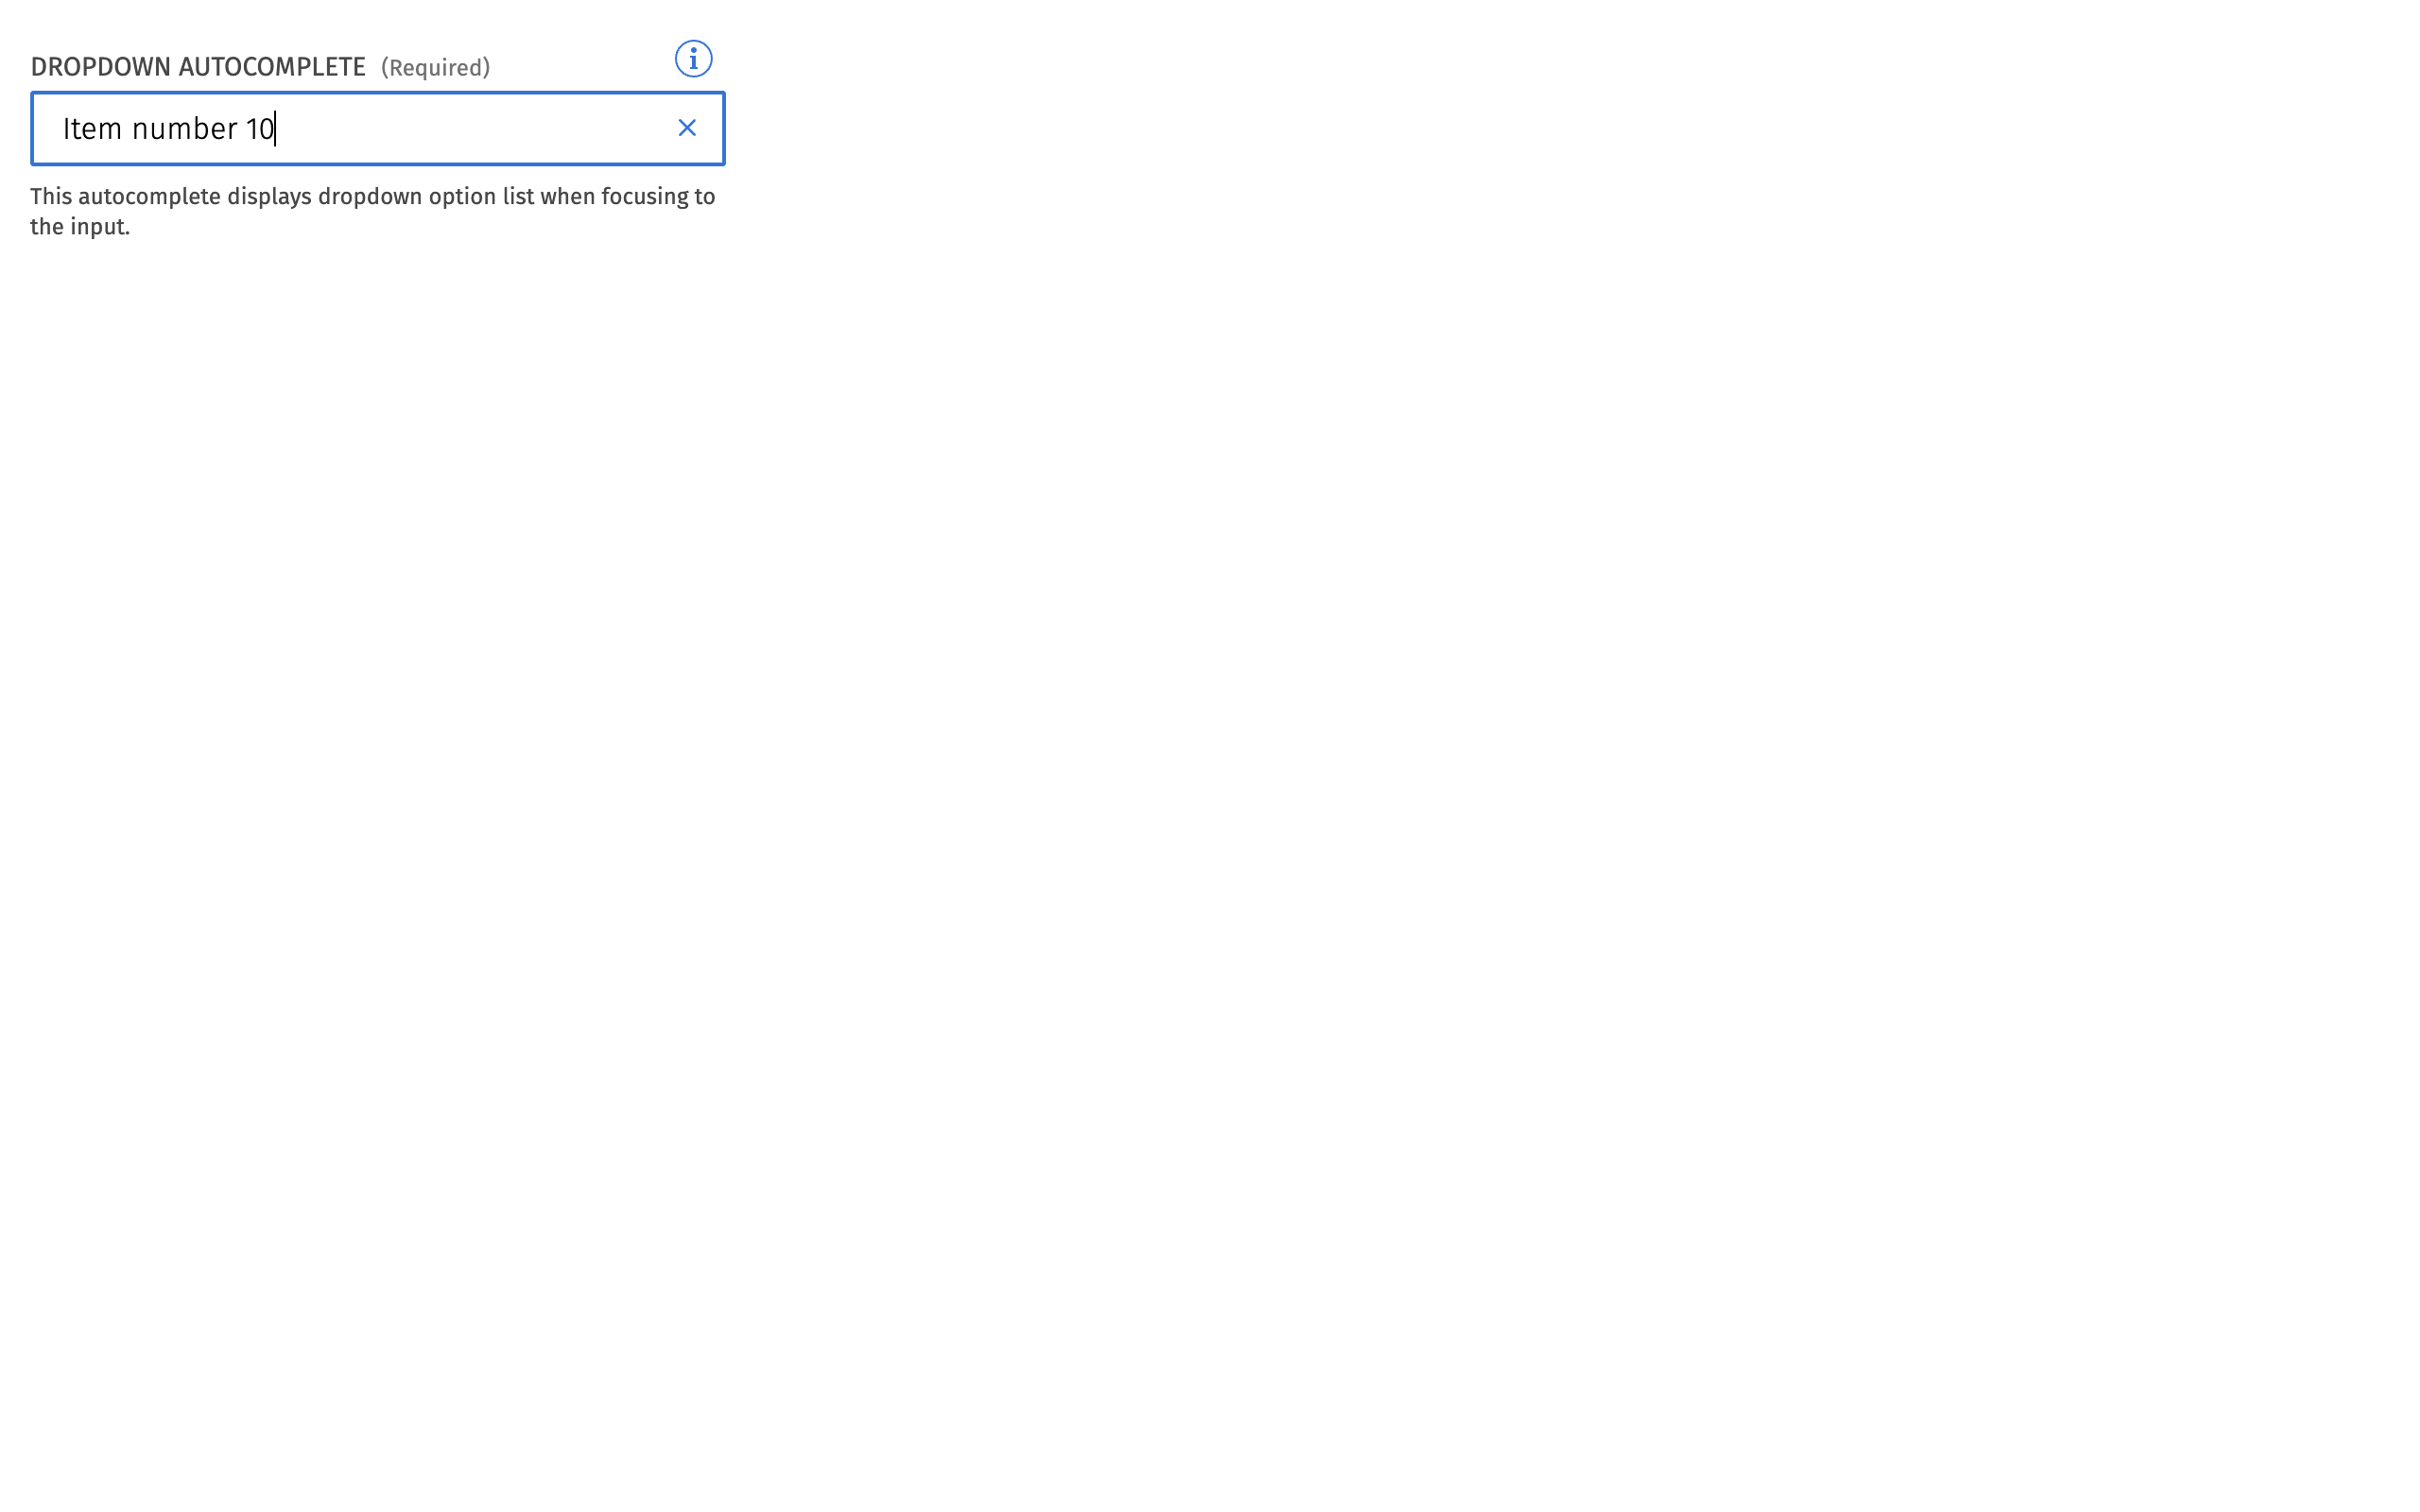 DROPDOWN AUTOCOMPLETE (Required)
Item number 10
This autocomplete displays dropdown option list when focusing to
the input.